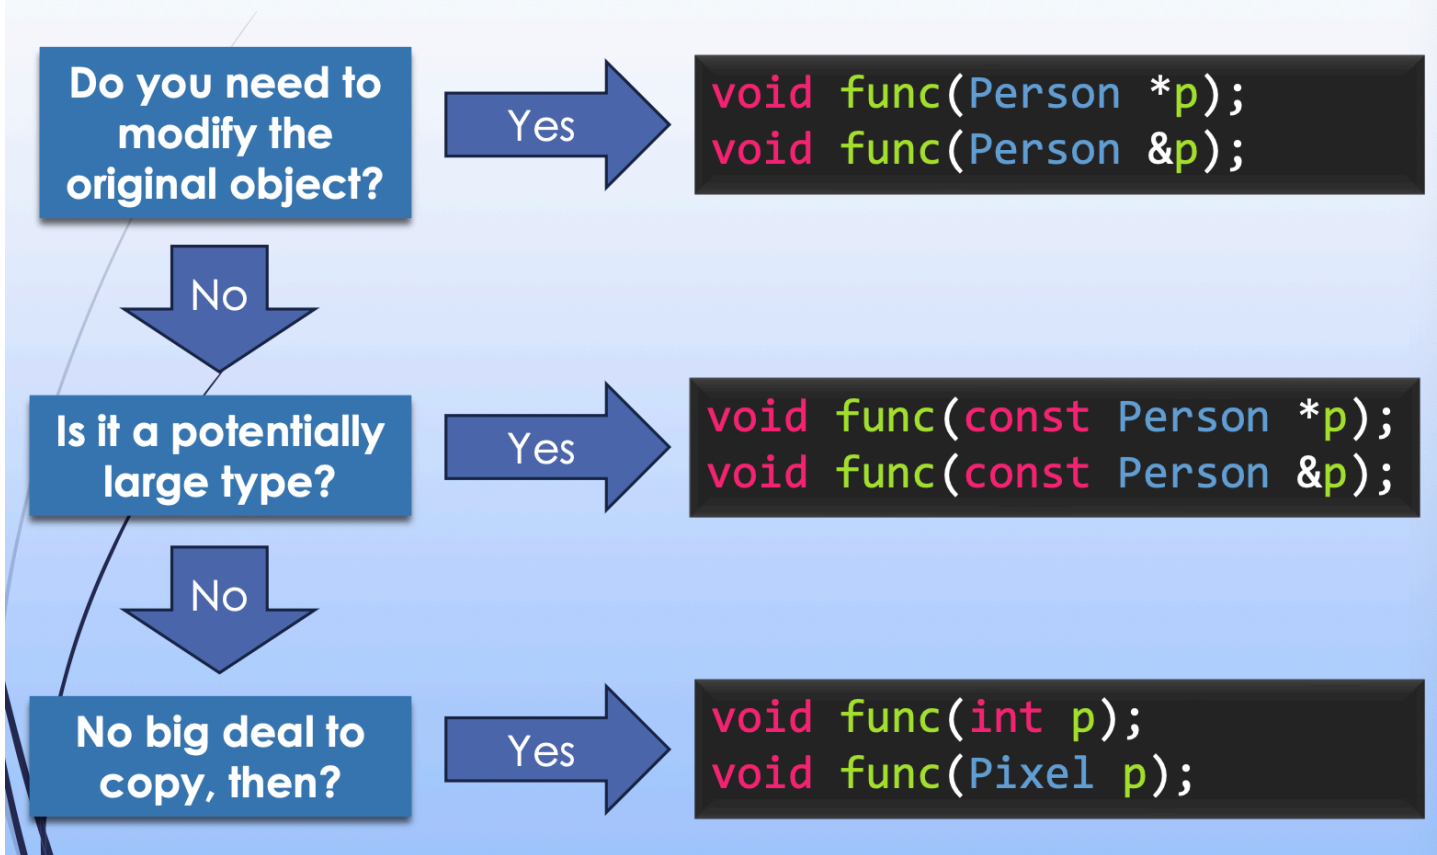 Do you need to
modify the
original object?
Yes
void func(Person *p);
void func(Person &p);
No
Is it a potentially
large type?
Yes
void func(const Person *p);
void func(const Person &p);
No
No big deal to
copy, then?
Yes
void func(int p);
void func(Pixel p);